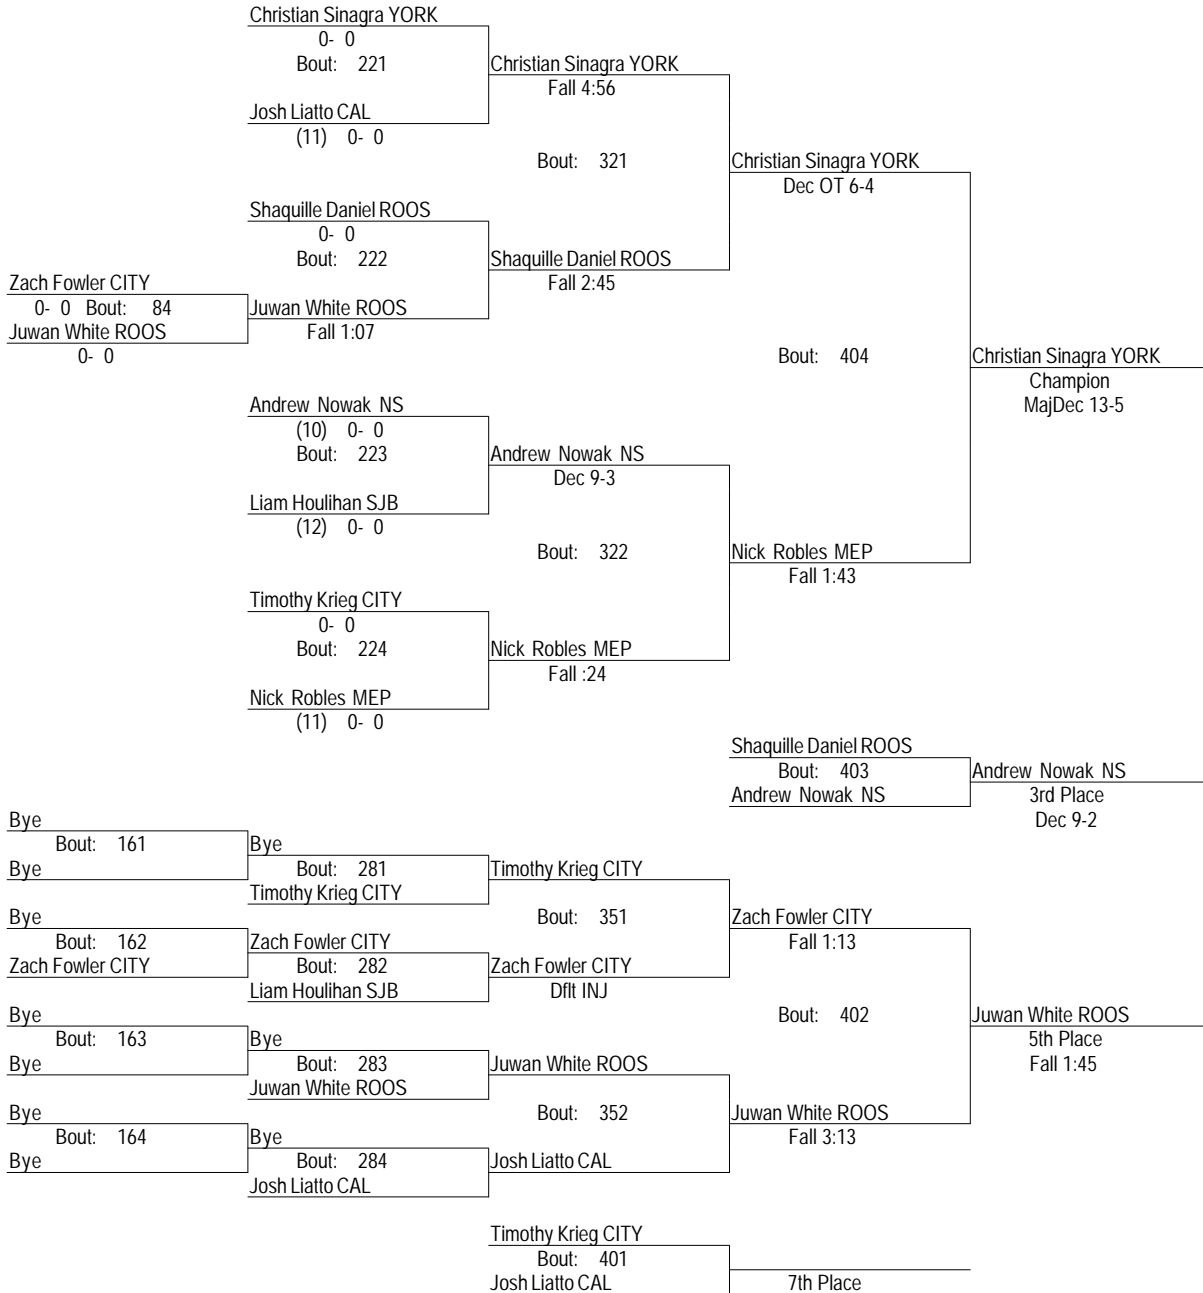 Christian Sinagra YORK
0- 0
Bout: 221
Christian Sinagra YORK
Fall 4:56
Josh Liatto CAL
(11) 0- 0
Bout: 321
Christian Sinagra YORK
Dec OT 6-4
Shaquille Daniel ROOS
0- 0
Bout: 222
Shaquille Daniel ROOS
Fall 2:45
Zach Fowler CITY
0- 0 Bout: 84
Juwan White ROOS
Fall 1:07
Juwan White ROOS
0- 0
Bout: 404
Christian Sinagra YORK
Champion
MajDec 13-5
Andrew Nowak NS
(10) 0- 0
Bout: 223
Andrew Nowak NS
Dec 9-3
Liam Houlihan SJB
(12) 0- 0
Bout: 322
Nick Robles MEP
Fall 1:43
Timothy Krieg CITY
0- 0
Bout: 224
Nick Robles MEP
Fall :24
Nick Robles MEP
(11) 0- 0
Shaquille Daniel ROOS
Bout: 403
Andrew Nowak NS
Andrew Nowak NS
3rd Place
Dec 9-2
Bye
Bout: 161
Bye
Bye
Bout: 281
Timothy Krieg CITY
Timothy Krieg CITY
Bye
Bout: 162
Zach Fowler CITY
Zach Fowler CITY
Bout: 282
Liam Houlihan SJB
Bout: 351
Zach Fowler CITY
Dflt INJ
Zach Fowler CITY
Fall 1:13
Bye
Bout: 163
Bye
Bye
Bout: 283
Juwan White ROOS
Juwan White ROOS
Bout: 402
Juwan White ROOS
5th Place
Fall 1:45
Bye
Bout: 164
Bye
Bye
Bout: 284
Josh Liatto CAL
Bout: 352
Josh Liatto CAL
Juwan White ROOS
Fall 3:13
Timothy Krieg CITY
Bout: 401
Josh Liatto CAL
7th Place